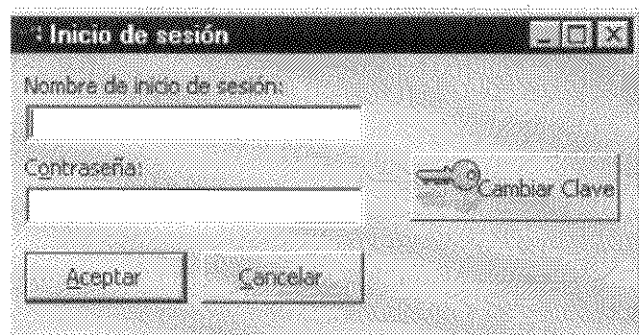 Inicio de sesión
Nombre de inicio de sesión:
Contraseña:
Cambiar Clave
Aceptar
Cancelar